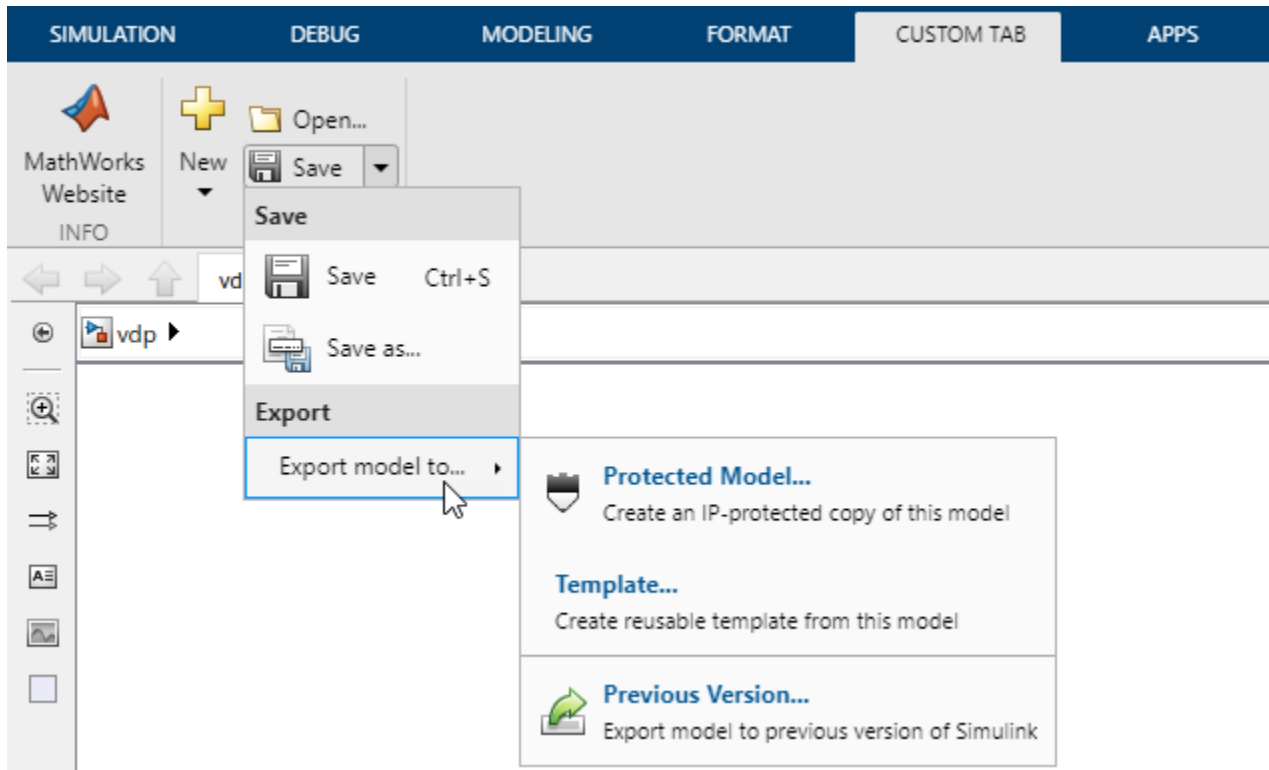 SIMULATION DEBUG MODELING FORMAT CUSTOM TAB APPS
MathWorks
Website
INFO
New
Open...
Save
Save
Save Ctrl+S
Save as...
Export
Export model to...
vd
vdp
A
Protected Model...
Create an IP-protected copy of this model
Template...
Create reusable template from this model
Previous Version...
Export model to previous version of Simulink